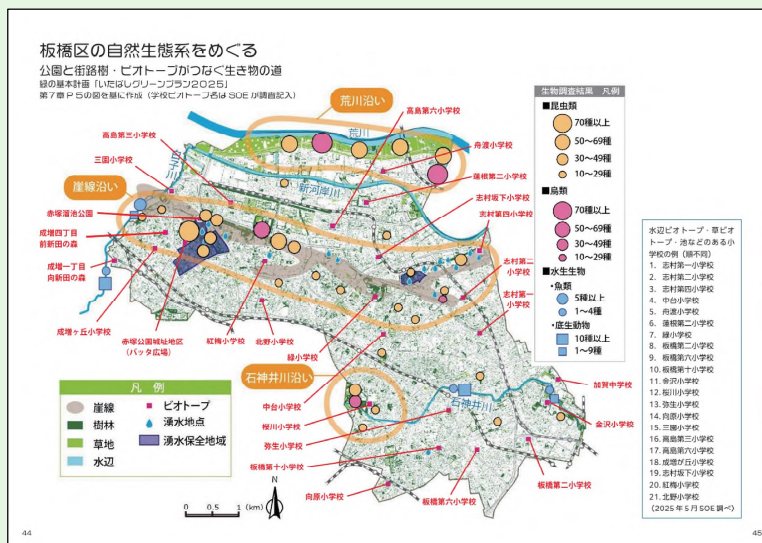 板橋区の自然生態系をめぐる
公園と街路樹・ビオトープがつなぐ生き物の道
緑の基本計画「いたばしグリーンプラン2025」
第7章P5の図を基に作成（学校ビオトープ名はSOEが調査記入）
荒川沿い
高島第六小学校
高島第三小学校
荒川
舟渡小学校
三園小学校
白子川
新河岸川
蓮根第二小学校
崖線沿い
志村坂下小学校
赤塚溜池公園
志村第四小学校
成増四丁目
前新田の森
志村第二
小学校
成増一丁目
向新田の森
志村第一
小学校
成増ヶ丘小学校
赤塚公園城址地区
（バッタ広場）
紅梅小学校
北野小学校
緑小学校
石神井川沿い
加賀中学校
中台小学校
石神井川
桜川小学校
金沢小学校
弥生小学校
板橋第十小学校
向原小学校
板橋第六小学校
板橋第二小学校
凡例
崖線
樹林
草地
水辺
ビオトープ
湧水地点
湧水保全地域
0 0.5 1 (km)
N
生物調査結果 凡例
■昆虫類
70種以上
50〜69種
30〜49種
10〜29種
■鳥類
70種以上
50〜69種
30〜49種
10〜29種
■水生生物
・魚類
5種以上
1〜4種
・底生動物
10種以上
1〜9種
水辺ビオトープ・草ビオ
トープ・池などのある小
学校の例（順不同）
1. 志村第一小学校
2. 志村第二小学校
3. 志村第四小学校
4. 中台小学校
5. 舟渡小学校
6. 蓮根第二小学校
7. 緑小学校
8. 板橋第二小学校
9. 板橋第六小学校
10. 板橋第十小学校
11. 金沢小学校
12. 桜川小学校
13. 弥生小学校
14. 向原小学校
15. 三園小学校
16. 高島第三小学校
17. 高島第六小学校
18. 成増が丘小学校
19. 志村坂下小学校
20. 紅梅小学校
21. 北野小学校
（2025年5月SOE調べ）
44
45